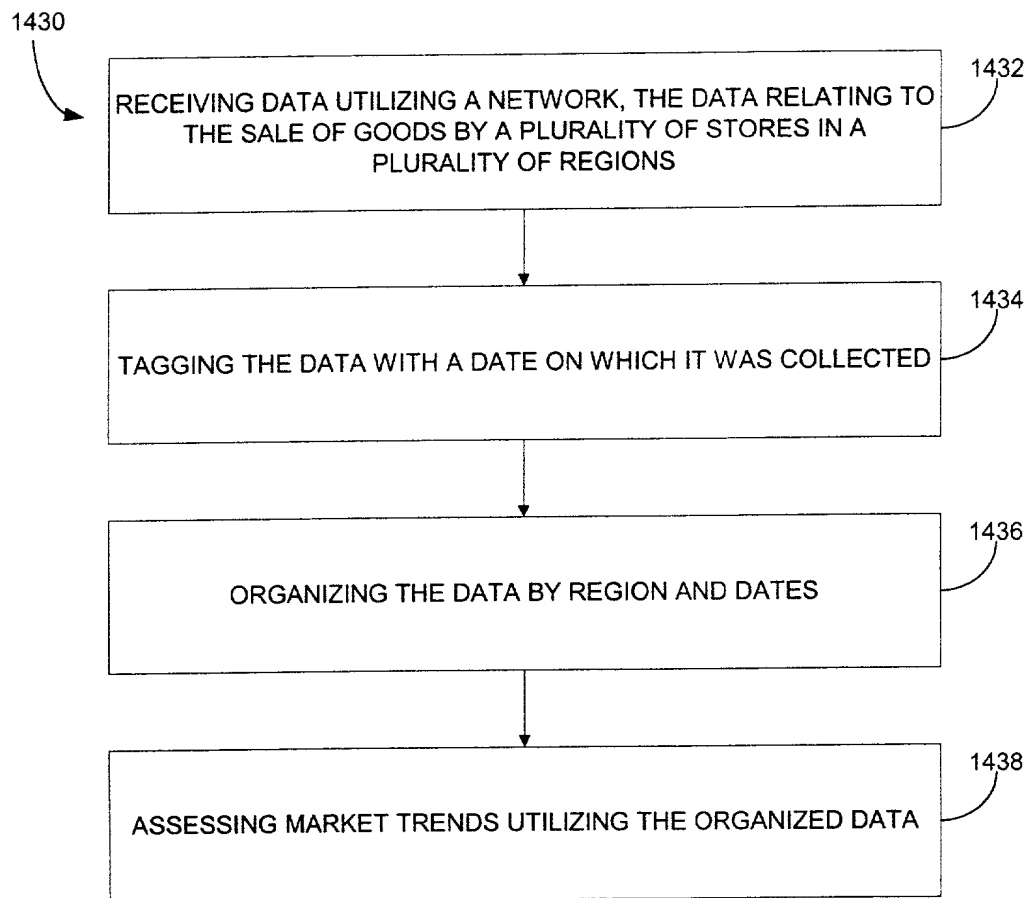 1430
1432
RECEIVING DATA UTILIZING A NETWORK, THE DATA RELATING TO
THE SALE OF GOODS BY A PLURALITY OF STORES IN A
PLURALITY OF REGIONS
1434
TAGGING THE DATA WITH A DATE ON WHICH IT WAS COLLECTED
1436
ORGANIZING THE DATA BY REGION AND DATES
1438
ASSESSING MARKET TRENDS UTILIZING THE ORGANIZED DATA